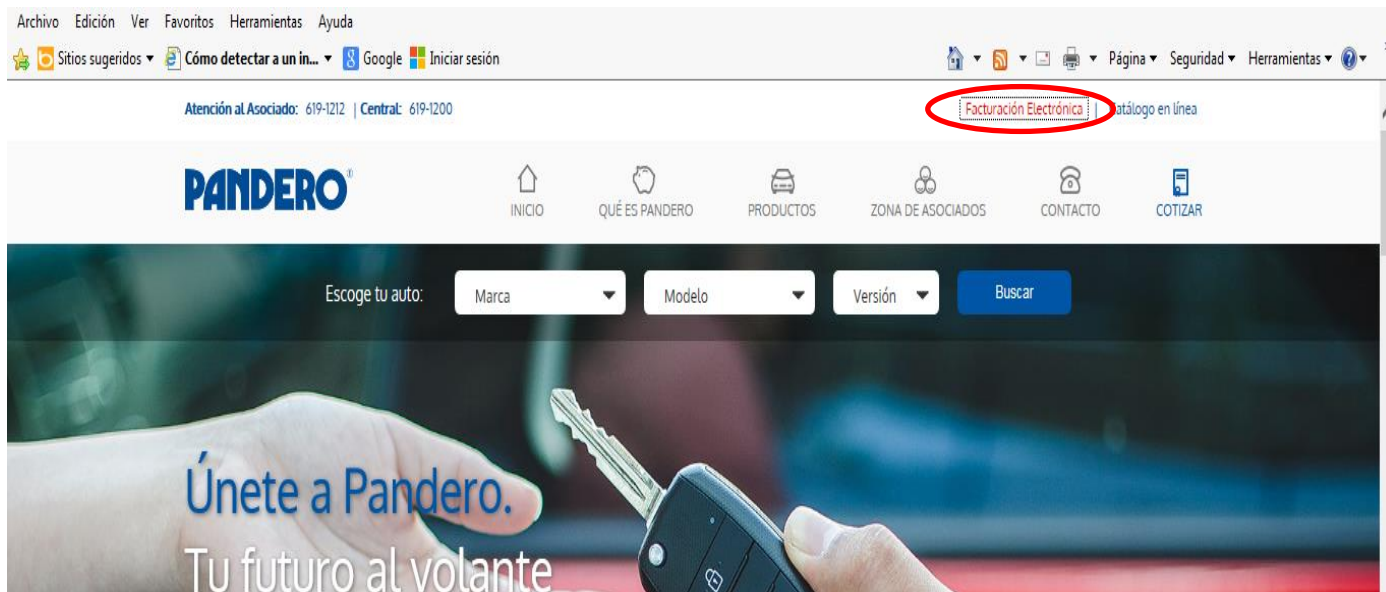 Archivo Edición Ver Favoritos Herramientas Ayuda
Sitios sugeridos Cómo detectar a un in... Google Iniciar sesión Página Seguridad Herramientas
Atención al Asociado: 619-1212 | Central: 619-1200 Facturación Electrónica | Catálogo en línea
PANDERO®
INICIO QUÉ ES PANDERO PRODUCTOS ZONA DE ASOCIADOS CONTACTO COTIZAR
Escoge tu auto: Marca Modelo Versión Buscar
Únete a Pandero.
Tu futuro al volante